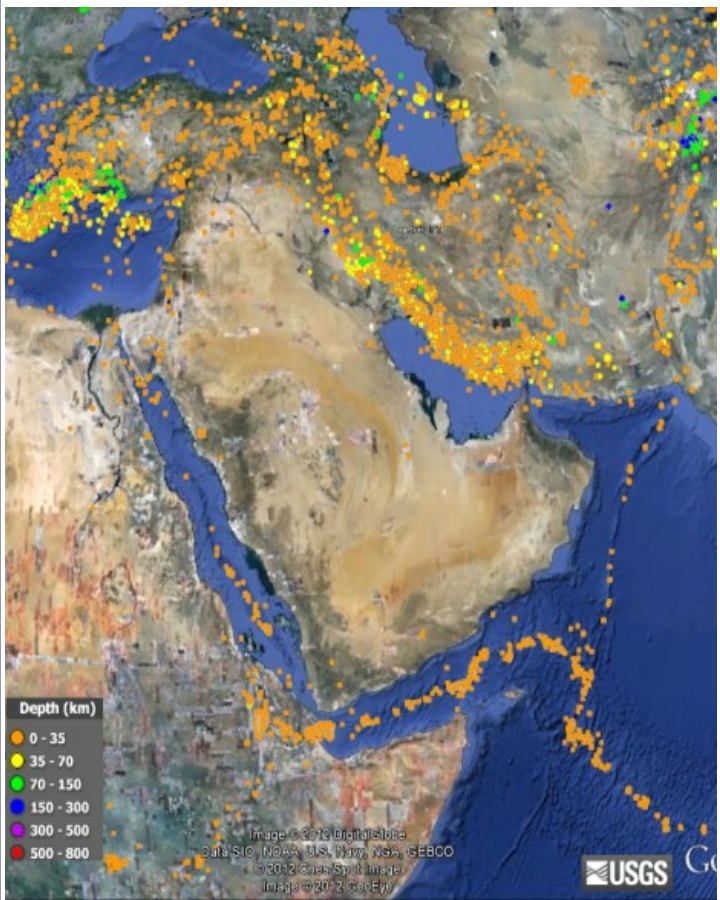 Depth (km)
0 - 35
35 - 70
70 - 150
150 - 300
300 - 500
500 - 800
Image © 2012 DigitalGlobe
Data SIO, NOAA, U.S. Navy, NGA, GEBCO
© 2012 Cnes/Spot Image
Image © 2012 GeoEye
USGS